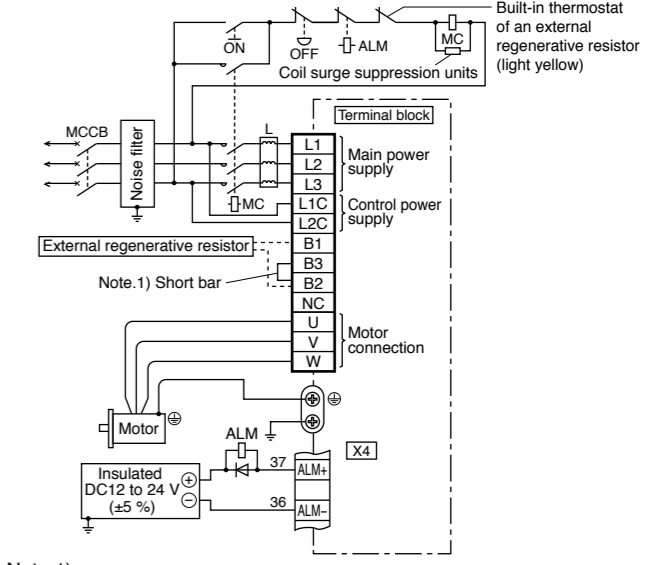 Built-in thermostat
of an external
regenerative resistor
(light yellow)
ON
OFF
ALM
MC
Coil surge suppression units
MCCB
Noise filter
L
Terminal block
L1
L2
L3
Main power
supply
MC
L1C
L2C
Control power
supply
External regenerative resistor
B1
B3
B2
Note.1) Short bar
NC
U
V
W
Motor
connection
Motor
ALM
X4
Insulated
DC12 to 24 V
(±5 %)
+
−
37
ALM+
36
ALM−